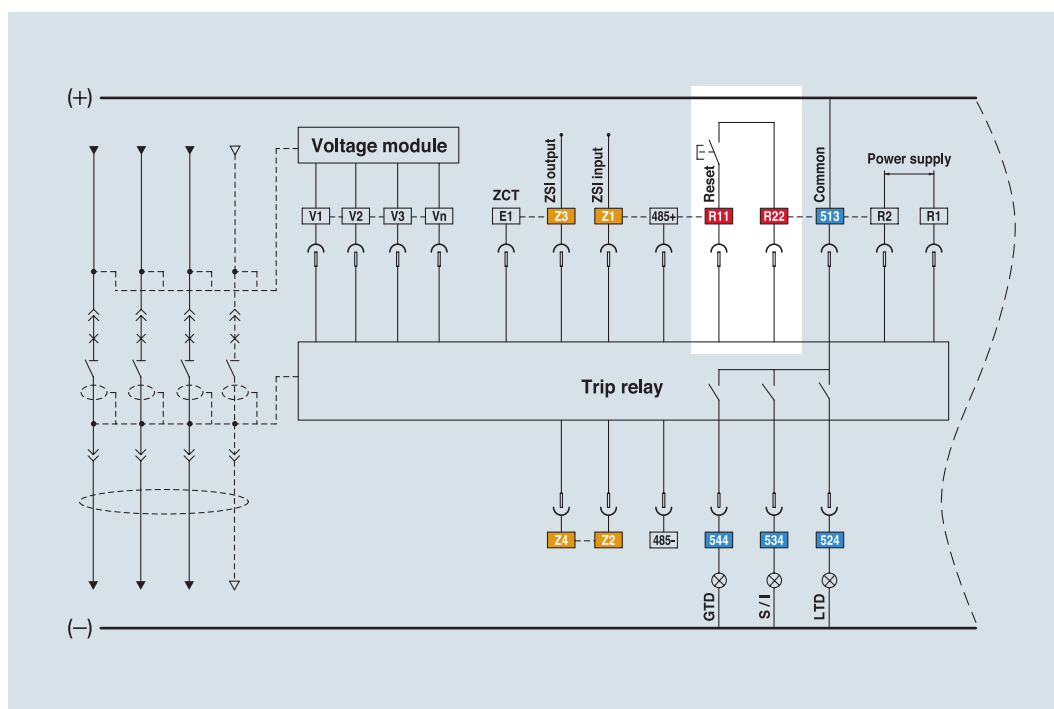 (+)
Voltage module
ZCT
ZSI output
ZSI input
Reset
Common
Power supply
V1
V2
V3
Vn
E1
Z3
Z1
485+
R11
R22
513
R2
R1
Trip relay
Z4
Z2
485-
544
534
524
GTD
S / I
LTD
(−)